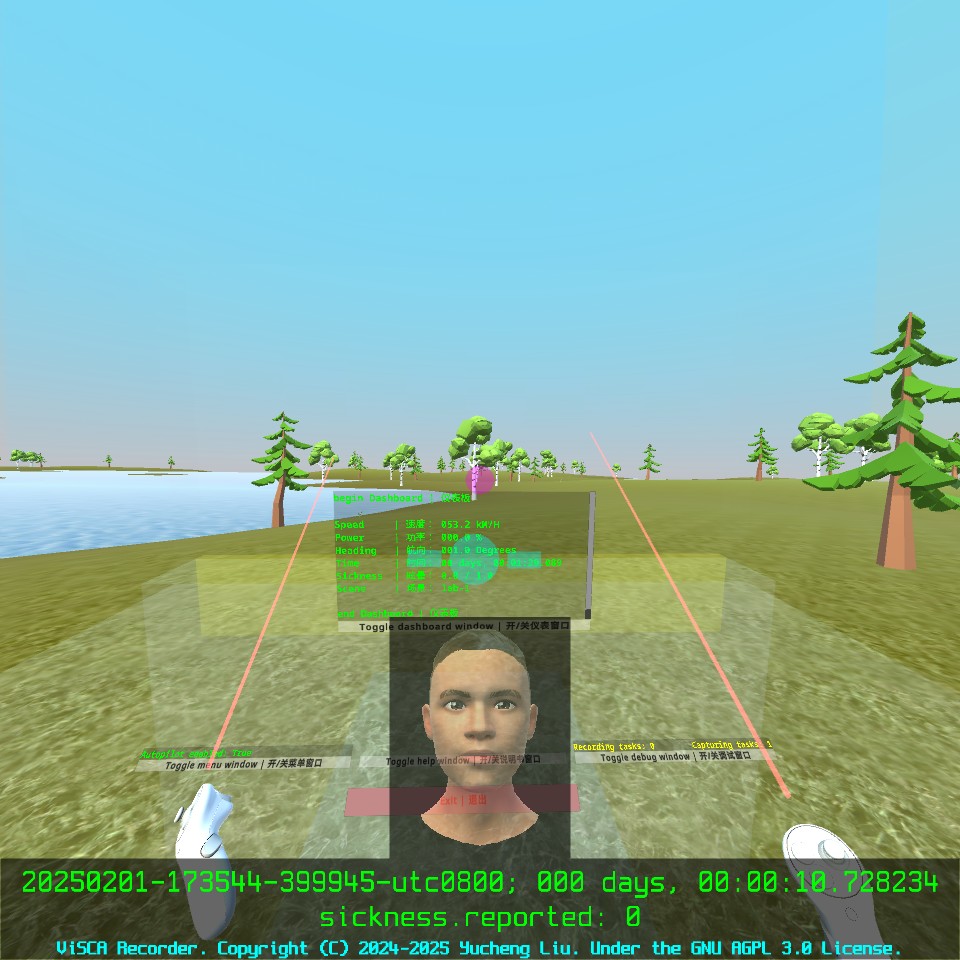 begin Dashboard | 仪表板
Speed | 速度： 053.2 kM/H
Power | 功率： 000.0 %
Heading | 航向： 001.0 Degrees
Time
Sickness
Scene
end Dashboard | 仪表板
Toggle dashboard window | 开/关仪表窗口
Autopilot True
Recording tasks: 0 Capturing tasks: 1
Toggle menu window | 开/关菜单窗口
Toggle help window | 开/关说明书窗口
Toggle debug window | 开/关调试窗口
Exit | 退出
20250201-173544-399945-utc0800; 000 days, 00:00:10.728234
sickness.reported: 0
ViSCA Recorder. Copyright (C) 2024-2025 Yucheng Liu. Under the GNU AGPL 3.0 License.